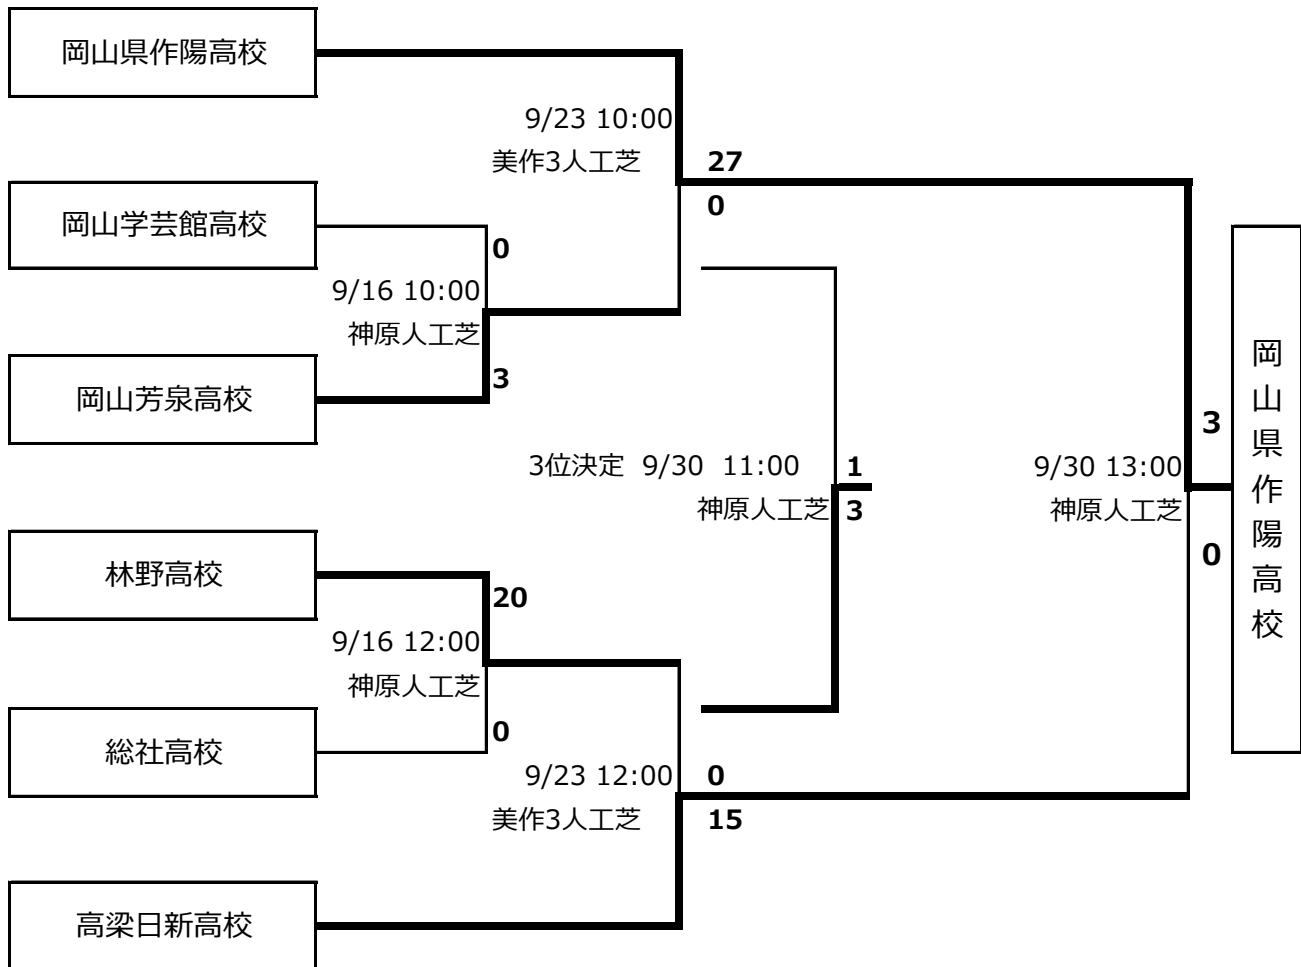 岡山県作陽高校
9/23 10:00
美作3人工芝
27
0
岡山学芸館高校
0
9/16 10:00
神原人工芝
3
岡山芳泉高校
3位決定 9/30 11:00
神原人工芝
1
3
9/30 13:00
神原人工芝
3
0
岡山県作陽高校
林野高校
20
9/16 12:00
神原人工芝
0
総社高校
9/23 12:00
美作3人工芝
0
15
高梁日新高校